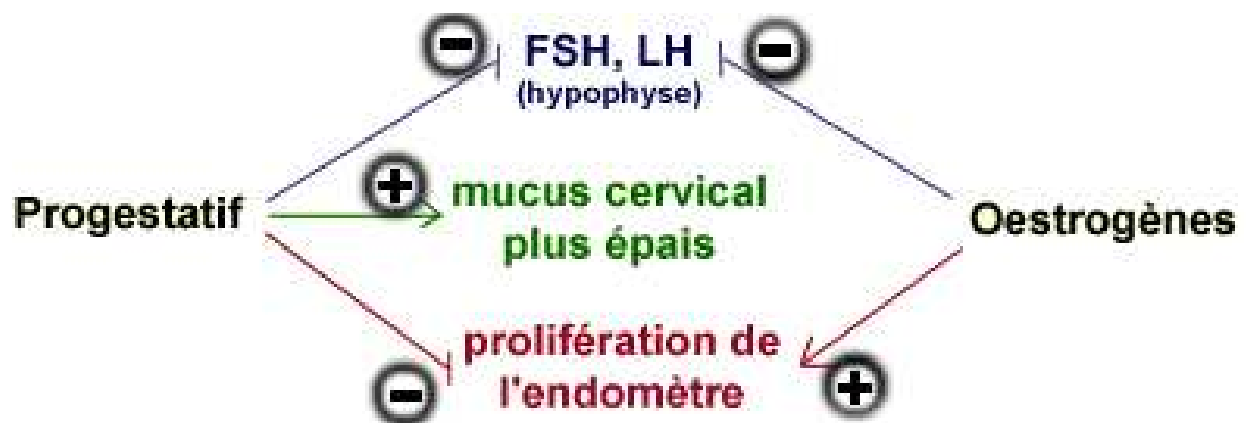 FSH, LH
(hypophyse)
Progestatif
mucus cervical
plus épais
Oestrogènes
prolifération de
l'endomètre